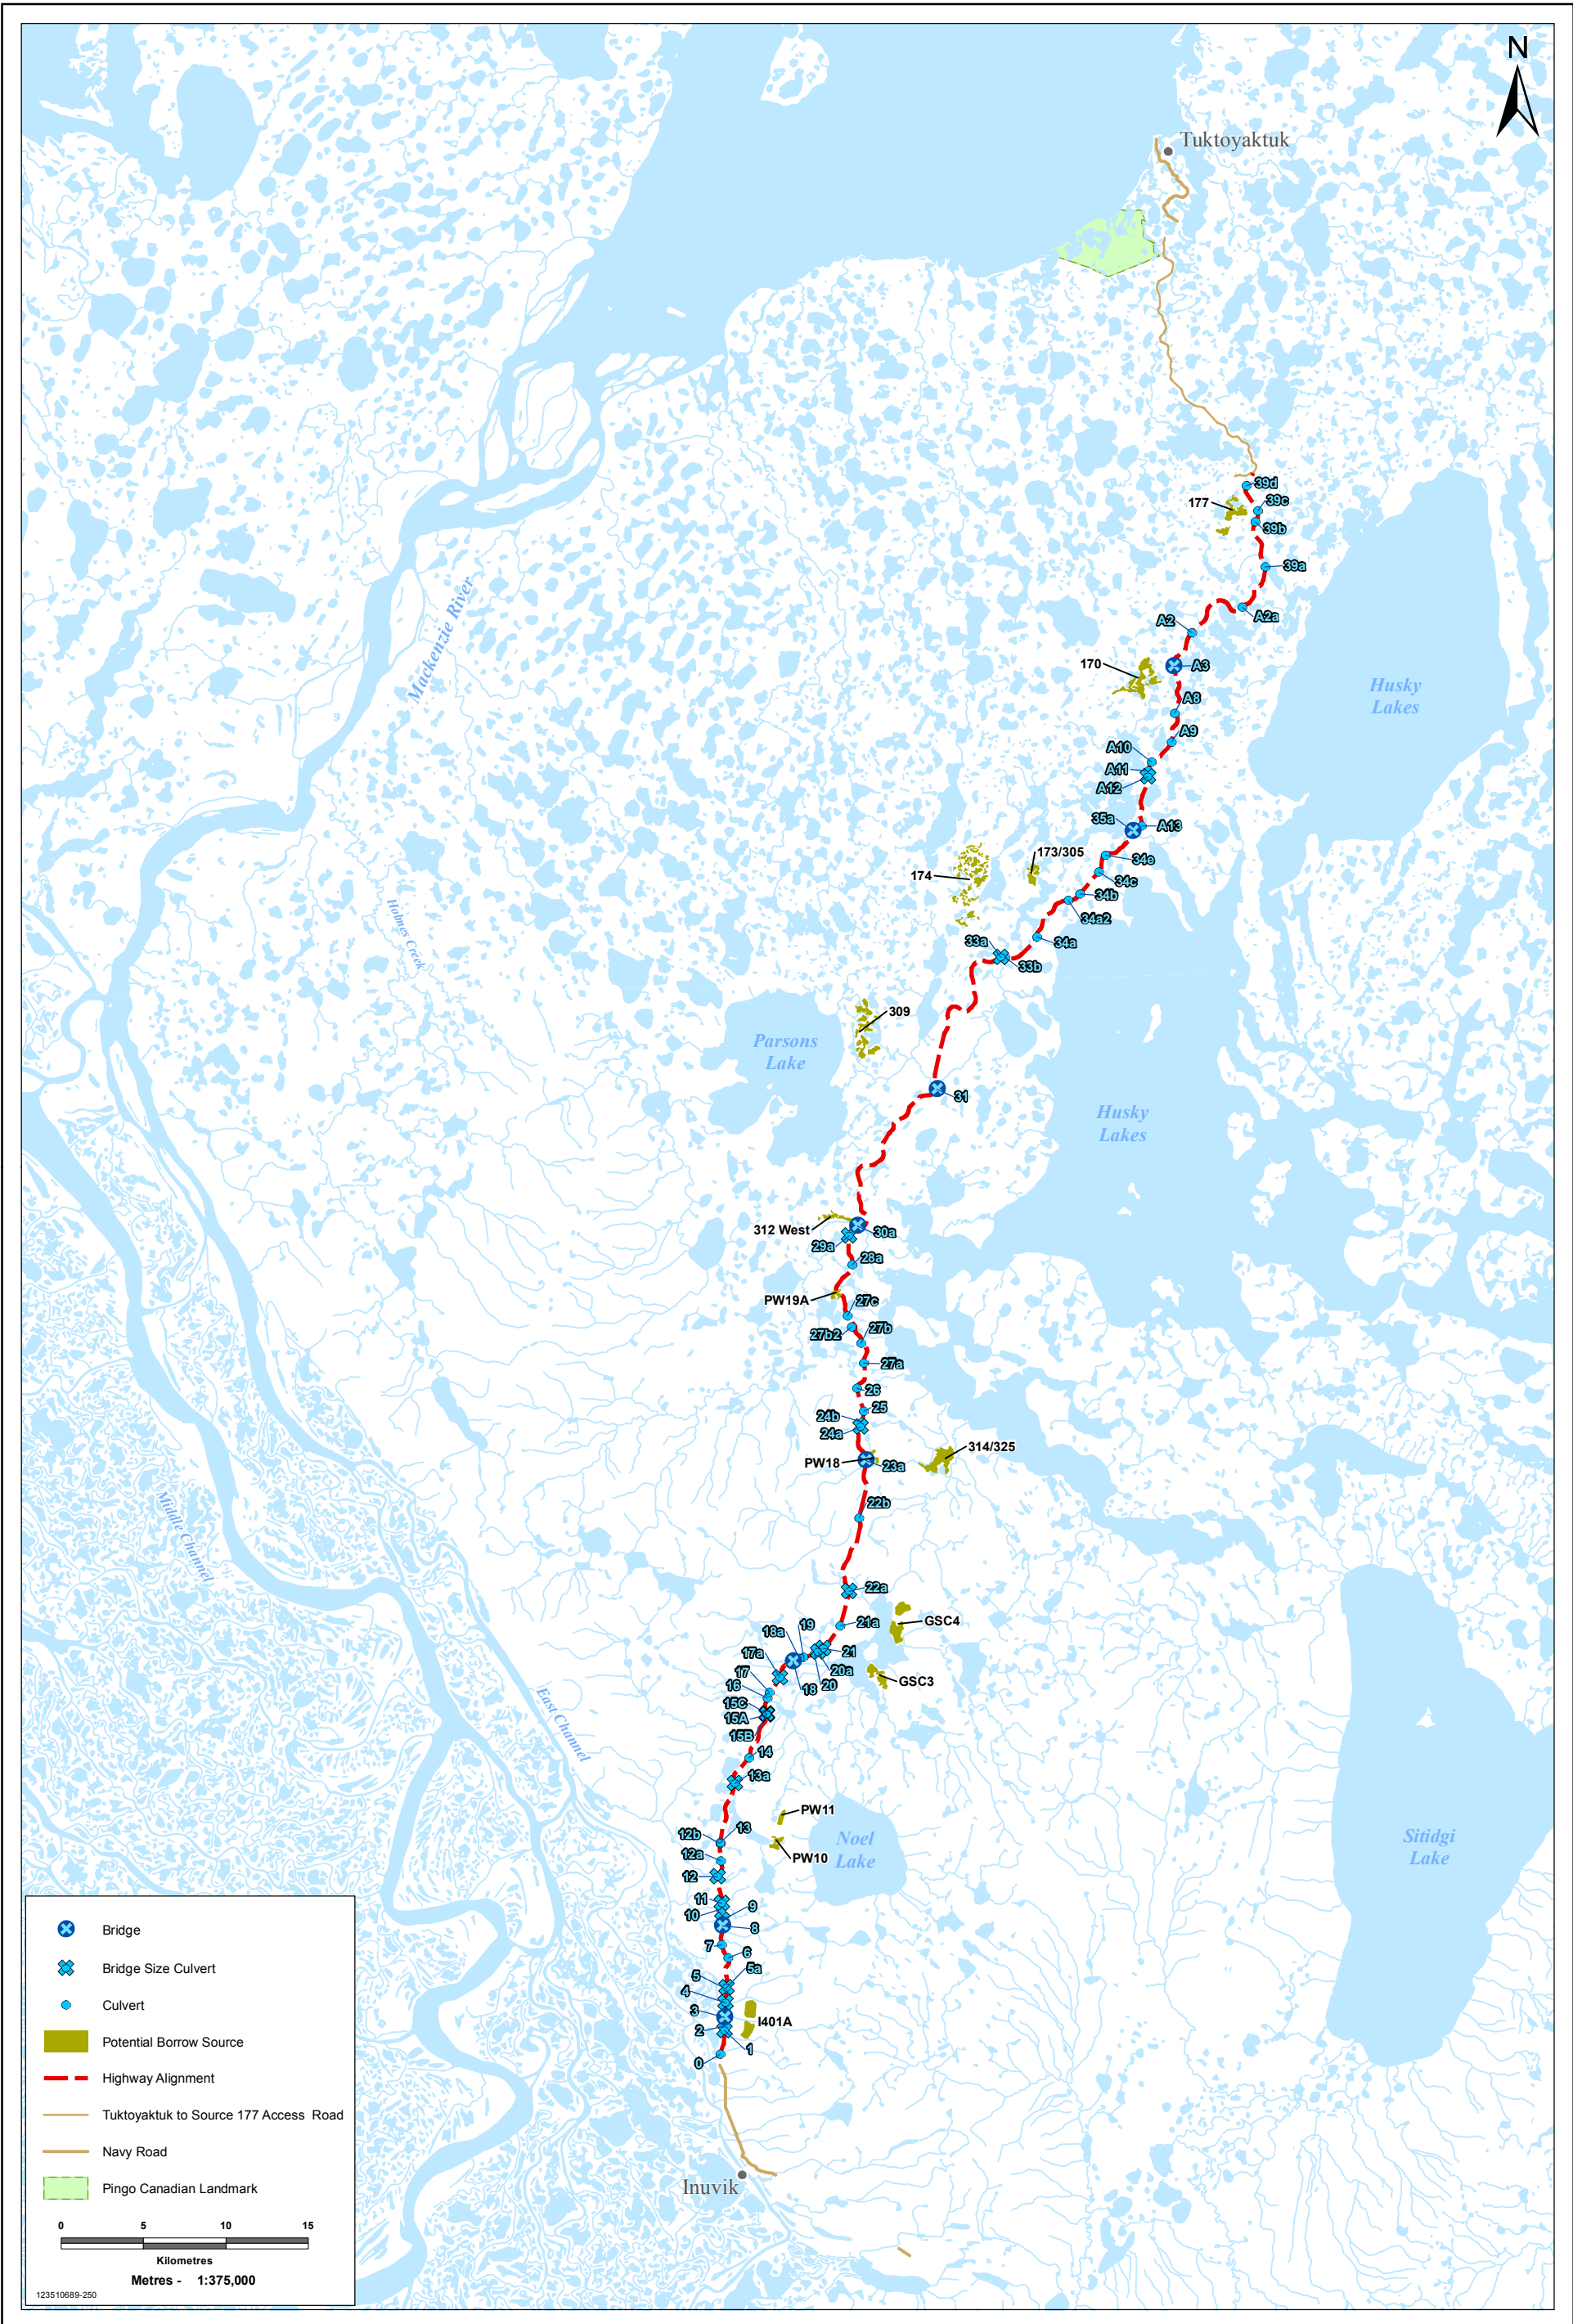 N
Tuktoyaktuk
39d
39c
177
39b
39a
A2a
A2
A3
170
Husky
Lakes
Mackenzie River
A8
A9
A10
A11
A12
35a
A13
34e
173/305
174
34c
34b
34a2
34a
33a
33b
Holmes Creek
309
Parsons
Lake
31
Husky
Lakes
312 West
30a
29a
28a
PW19A
27c
27b2
27b
27a
26
25
24b
24a
314/325
PW18
23a
22b
Middle Channel
22a
21a
GSC4
19
18a
17a
21
20a
17
18
20
GSC3
16
15C
15A
15B
East Channel
14
13a
PW11
12b
13
12a
PW10
Noel
Lake
Sitidgi
Lake
12
11
9
10
8
7
6
5
5a
4
3
2
I401A
1
0
Inuvik
Bridge
Bridge Size Culvert
Culvert
Potential Borrow Source
Highway Alignment
Tuktoyaktuk to Source 177 Access Road
Navy Road
Pingo Canadian Landmark
0 5 10 15
Kilometres
Metres - 1:375,000
123510689-250